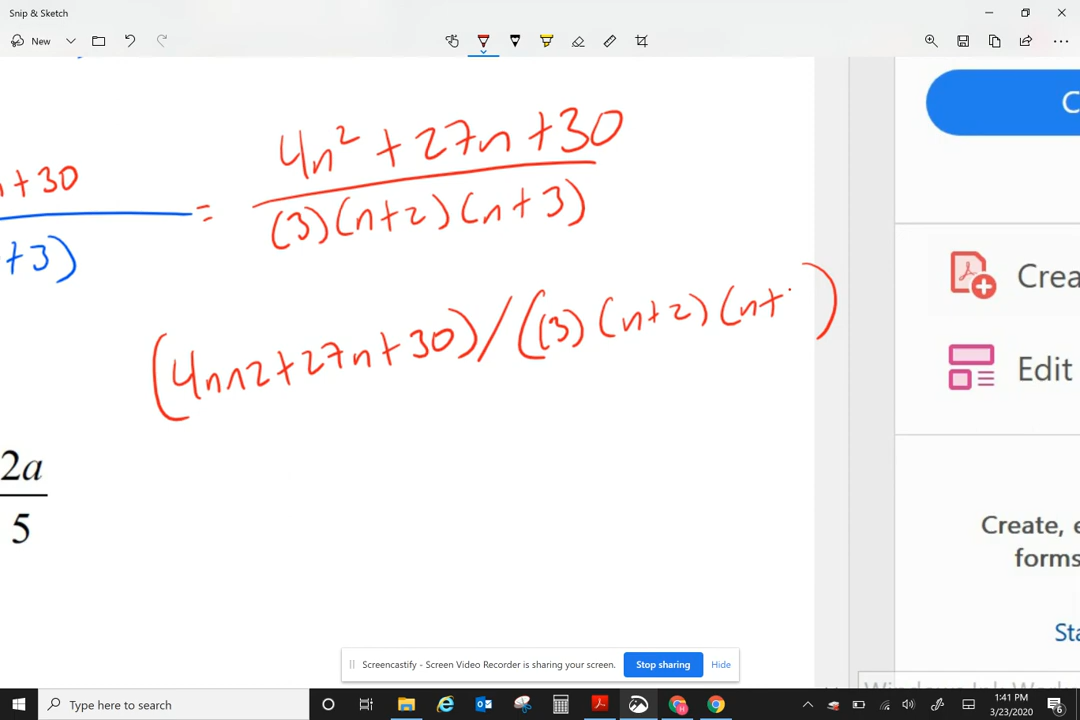 Snip & Sketch
New
n+30
+3)
=
4n² + 27n + 30
(3)(n+2)(n+3)
(4n^2+27n+30)/((3)(n+2)(n+ )
2a
5
C
Crea
Edit
Create, e
forms
Sta
Screencastify - Screen Video Recorder is sharing your screen.
Stop sharing
Hide
Type here to search
1:41 PM
3/23/2020
6